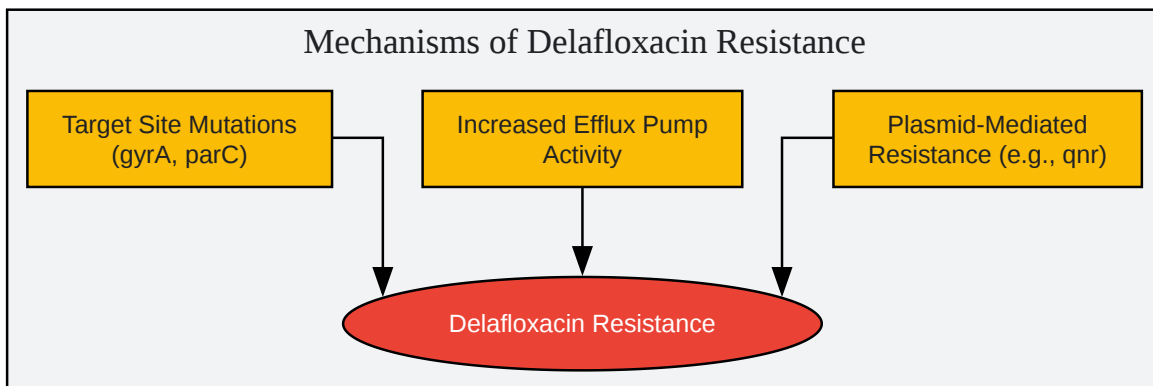 Mechanisms of Delafloxacin Resistance
Target Site Mutations
(gyrA, parC)
Increased Efflux Pump
Activity
Plasmid-Mediated
Resistance (e.g., qnr)
Delafloxacin Resistance